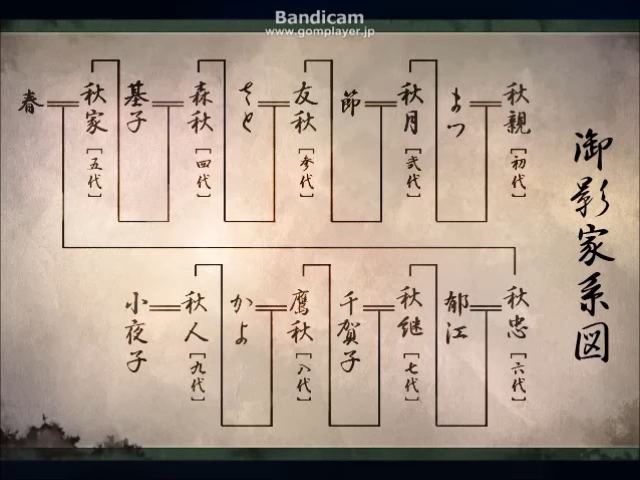 Bandicam
www.gomplayer.jp
御影家系図
秋親[初代]
まつ
秋月[弐代]
節
友秋[参代]
さと
森秋[四代]
基子
秋家[五代]
春
秋忠[六代]
郁江
秋継[七代]
千賀子
鷹秋[八代]
かよ
秋人[九代]
小夜子